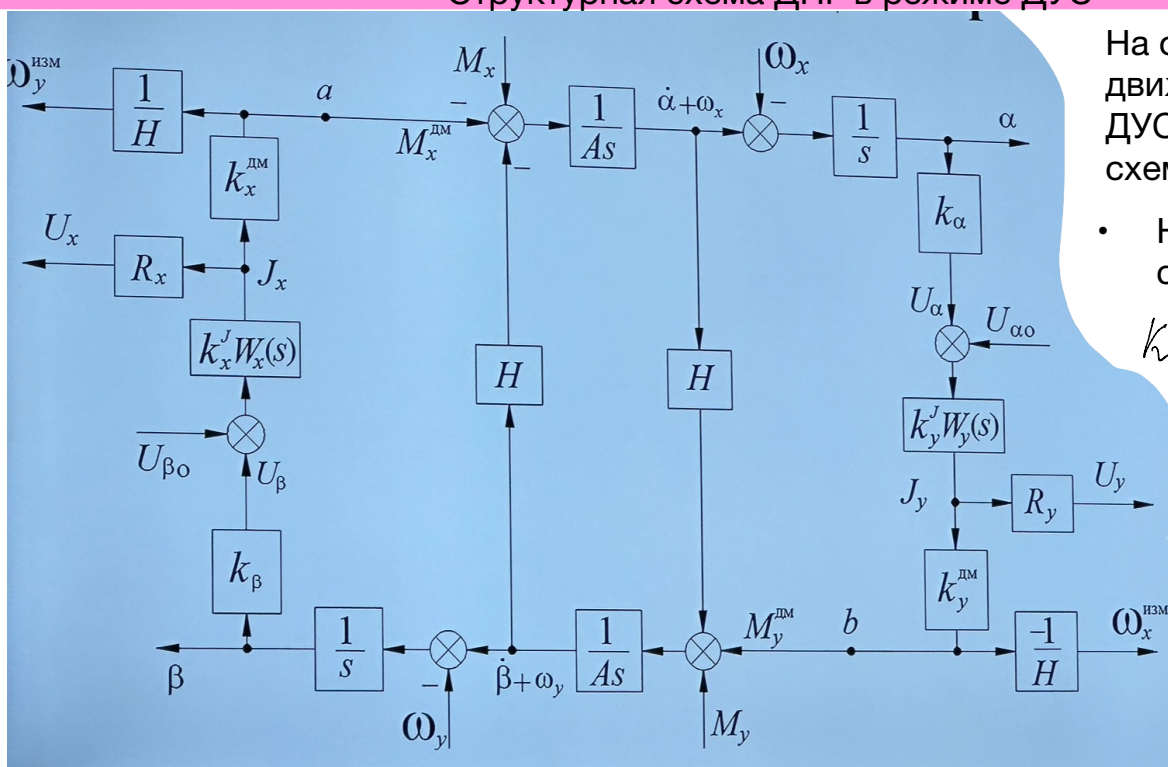 Структурная схема ДНГ в режиме ДУС
ω_y^изм
1/H
a
M_x
−
M_x^дм
−
1/As
α̇+ω_x
ω_x
−
1/s
α
k_x^дм
k_α
U_x
R_x
J_x
U_α
U_αo
k_x^J W_x(s)
H
H
k_y^J W_y(s)
U_βo
U_β
J_y
R_y
U_y
k_β
k_y^дм
β
1/s
−
ω_y
β̇+ω_y
1/As
M_y^дм
b
M_y
−1/H
ω_x^изм
На
ДУС